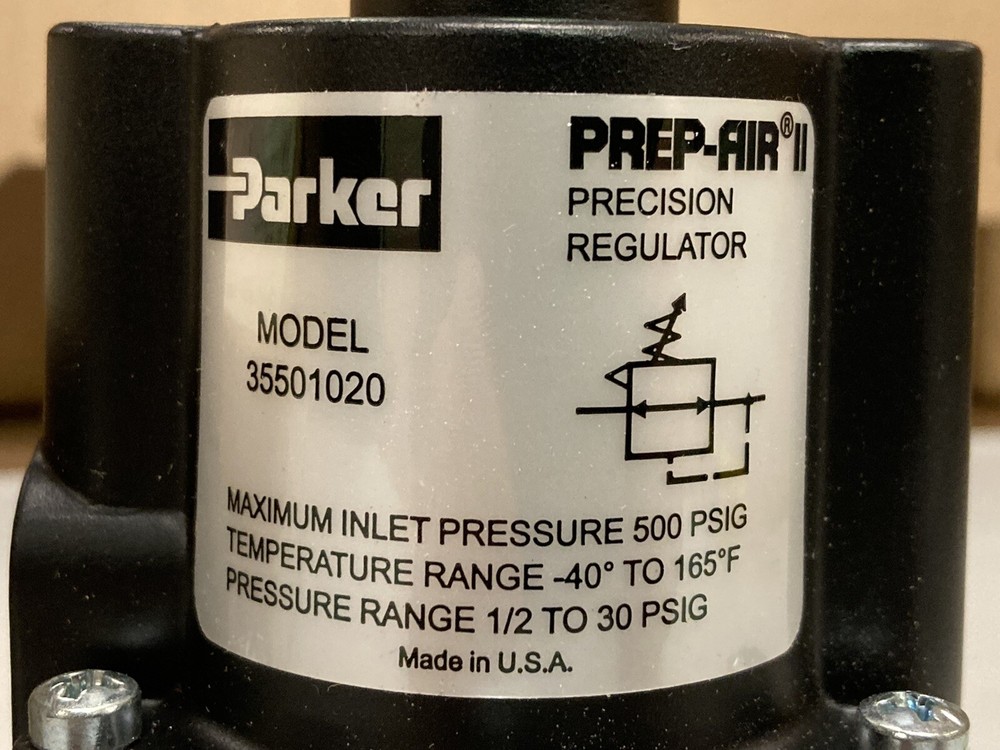 Parker
PREP-AIR® II
PRECISION
REGULATOR
MODEL
35501020
MAXIMUM INLET PRESSURE 500 PSIG
TEMPERATURE RANGE -40° TO 165°F
PRESSURE RANGE 1/2 TO 30 PSIG
Made in U.S.A.